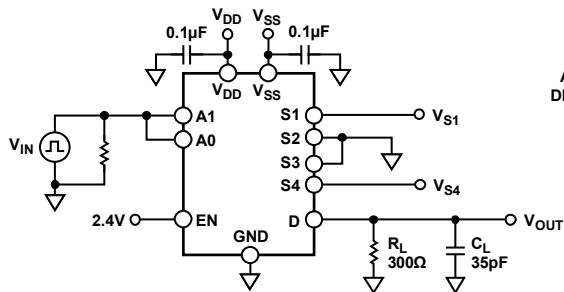 V_DD V_SS
0.1µF 0.1µF
V_DD V_SS
A1 S1 V_S1
V_IN A0 S2
S3
S4 V_S4
2.4V EN D V_OUT
GND
R_L 300Ω
C_L 35pF
A
DI